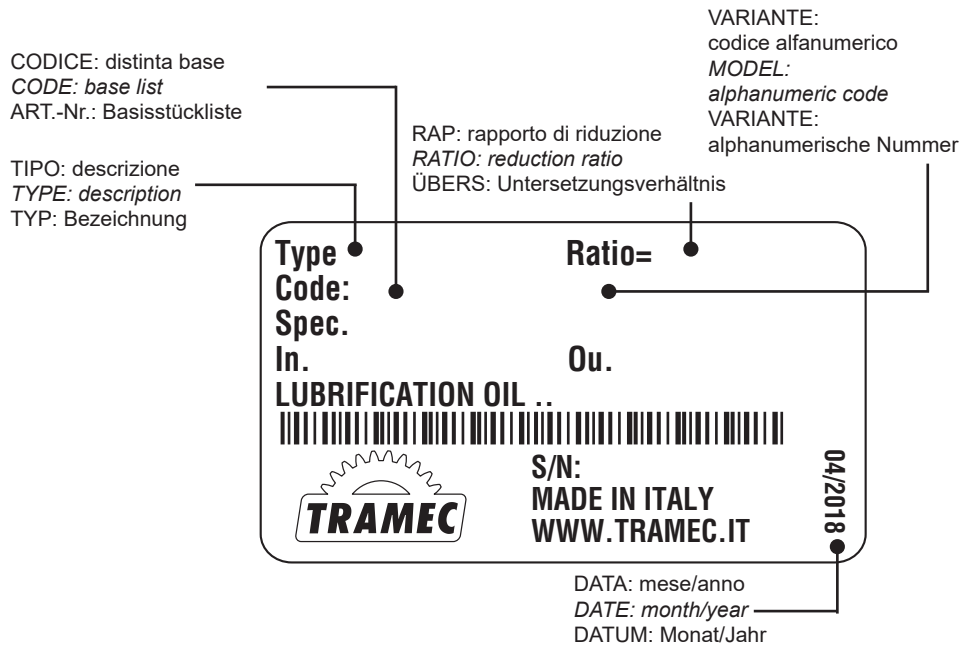 VARIANTE:
codice alfanumerico
MODEL:
alphanumeric code
VARIANTE:
alphanumerische Nummer
CODICE: distinta base
CODE: base list
ART.-Nr.: Basisstückliste
RAP: rapporto di riduzione
RATIO: reduction ratio
ÜBERS: Untersetzungsverhältnis
TIPO: descrizione
TYPE: description
TYP: Bezeichnung
Type Ratio=
Code:
Spec.
In. Ou.
LUBRIFICATION OIL ..
TRAMEC
S/N:
MADE IN ITALY
WWW.TRAMEC.IT
04/2018
DATA: mese/anno
DATE: month/year
DATUM: Monat/Jahr